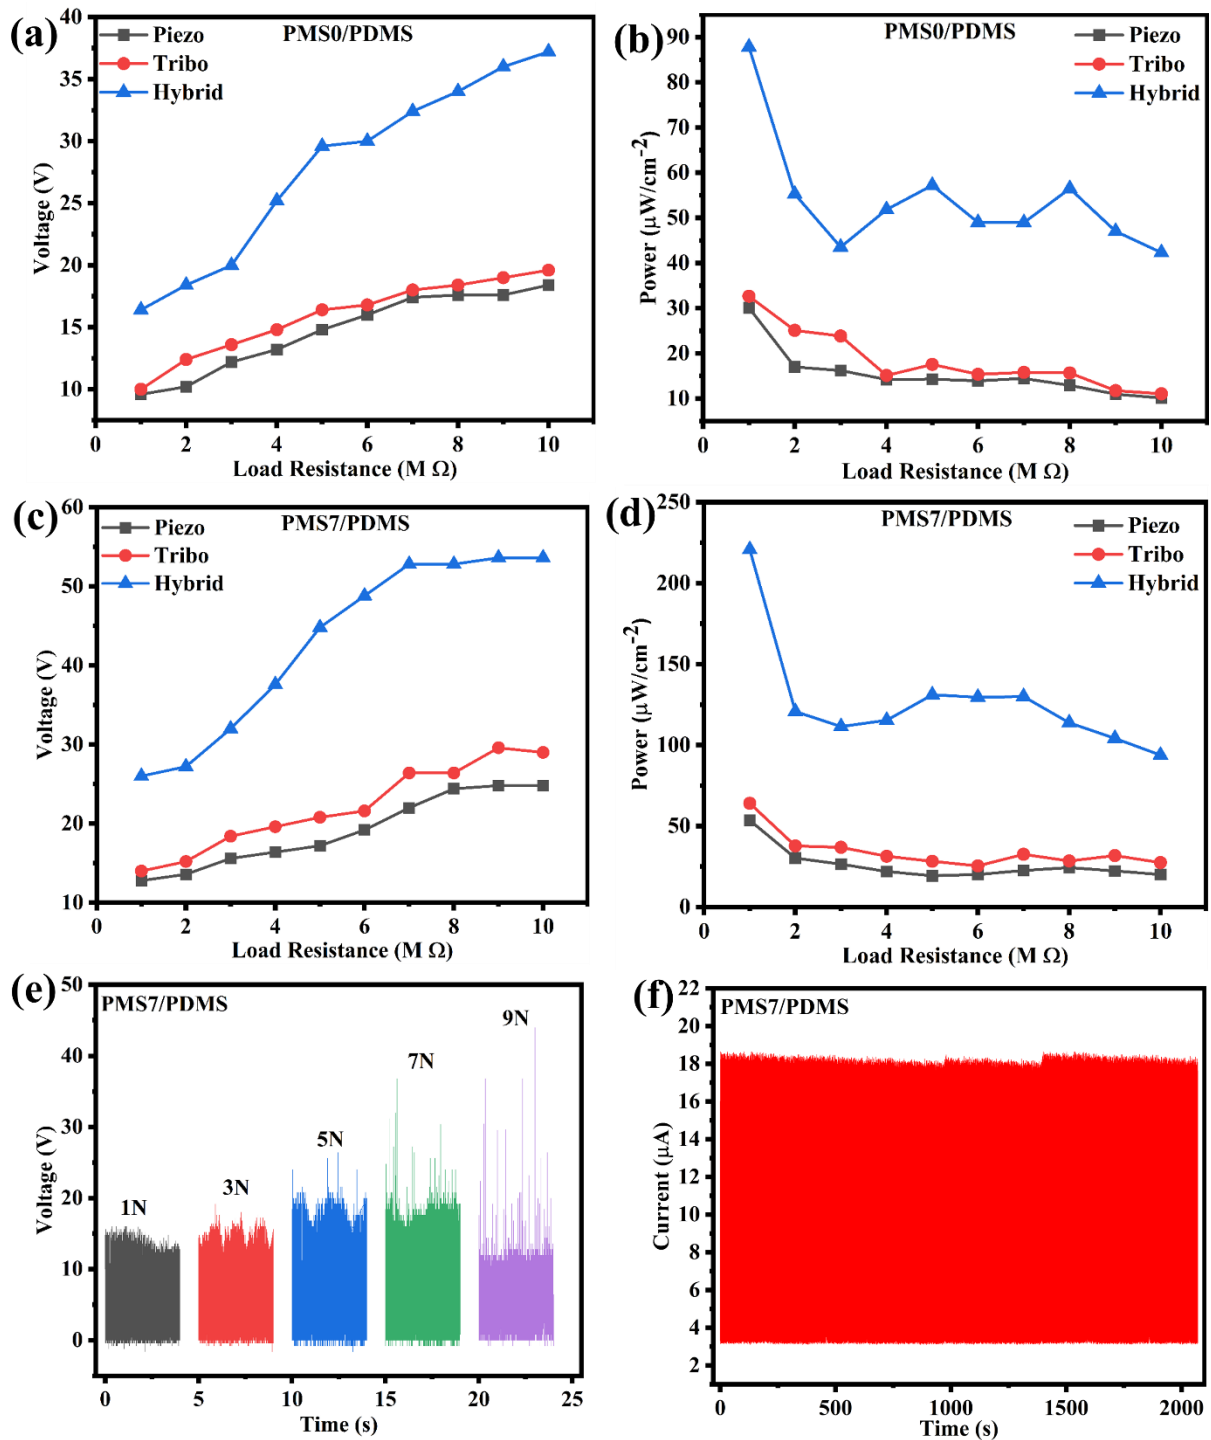 (a)
PMS0/PDMS
Piezo
Tribo
Hybrid
40
35
30
25
20
15
10
0
2
4
6
8
10
Voltage (V)
Load Resistance (M Ω)
(b)
PMS0/PDMS
Piezo
Tribo
Hybrid
90
80
70
60
50
40
30
20
10
0
2
4
6
8
10
Power (μW/cm⁻²)
Load Resistance (M Ω)
(c)
PMS7/PDMS
Piezo
Tribo
Hybrid
60
50
40
30
20
10
0
2
4
6
8
10
Voltage (V)
Load Resistance (M Ω)
(d)
PMS7/PDMS
Piezo
Tribo
Hybrid
250
200
150
100
50
0
0
2
4
6
8
10
Power (μW/cm⁻²)
Load Resistance (M Ω)
(e)
PMS7/PDMS
1N
3N
5N
7N
9N
50
40
30
20
10
0
0
5
10
15
20
25
Voltage (V)
Time (s)
(f)
PMS7/PDMS
22
20
18
16
14
12
10
8
6
4
2
0
500
1000
1500
2000
Current (μA)
Time (s)